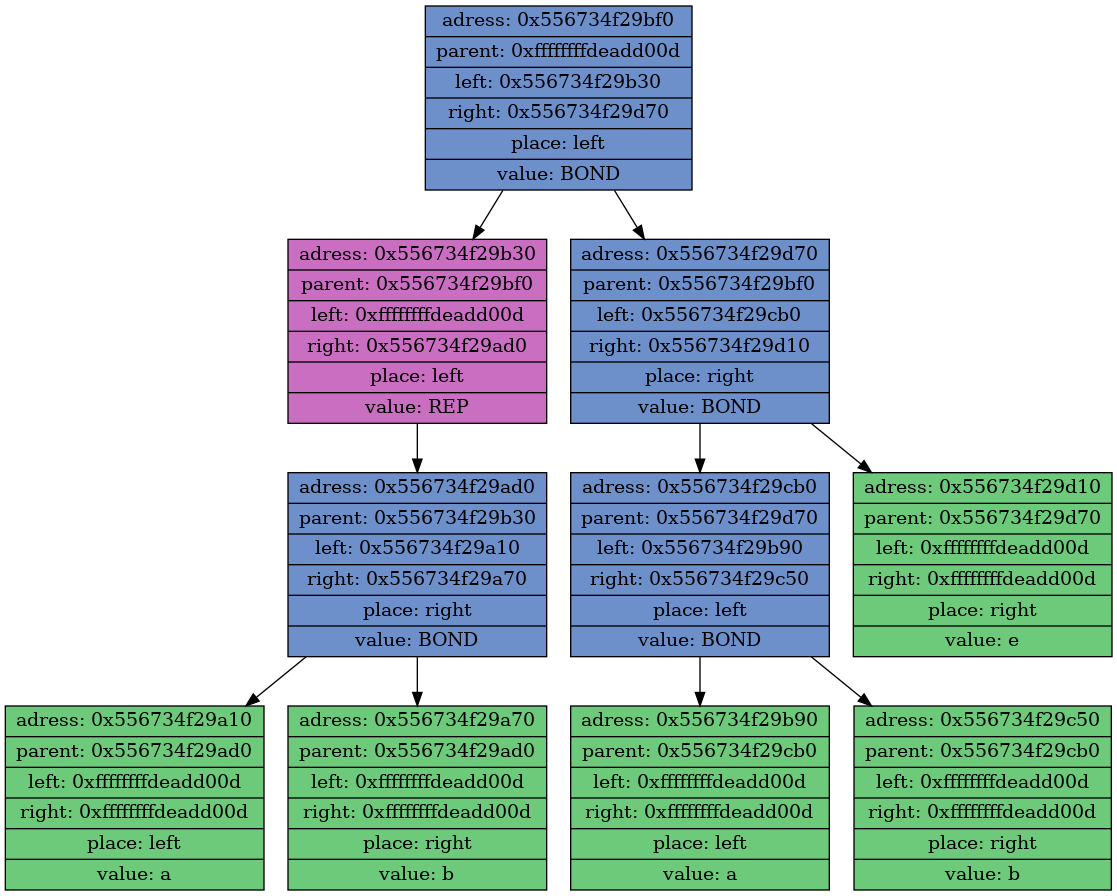 adress: 0x556734f29bf0
parent: 0xffffffffdeadd00d
left: 0x556734f29b30
right: 0x556734f29d70
place: left
value: BOND
adress: 0x556734f29b30
parent: 0x556734f29bf0
left: 0xffffffffdeadd00d
right: 0x556734f29ad0
place: left
value: REP
adress: 0x556734f29d70
parent: 0x556734f29bf0
left: 0x556734f29cb0
right: 0x556734f29d10
place: right
value: BOND
adress: 0x556734f29ad0
parent: 0x556734f29b30
left: 0x556734f29a10
right: 0x556734f29a70
place: right
value: BOND
adress: 0x556734f29cb0
parent: 0x556734f29d70
left: 0x556734f29b90
right: 0x556734f29c50
place: left
value: BOND
adress: 0x556734f29d10
parent: 0x556734f29d70
left: 0xffffffffdeadd00d
right: 0xffffffffdeadd00d
place: right
value: e
adress: 0x556734f29a10
parent: 0x556734f29ad0
left: 0xffffffffdeadd00d
right: 0xffffffffdeadd00d
place: left
value: a
adress: 0x556734f29a70
parent: 0x556734f29ad0
left: 0xffffffffdeadd00d
right: 0xffffffffdeadd00d
place: right
value: b
adress: 0x556734f29b90
parent: 0x556734f29cb0
left: 0xffffffffdeadd00d
right: 0xffffffffdeadd00d
place: left
value: a
adress: 0x556734f29c50
parent: 0x556734f29cb0
left: 0xffffffffdeadd00d
right: 0xffffffffdeadd00d
place: right
value: b